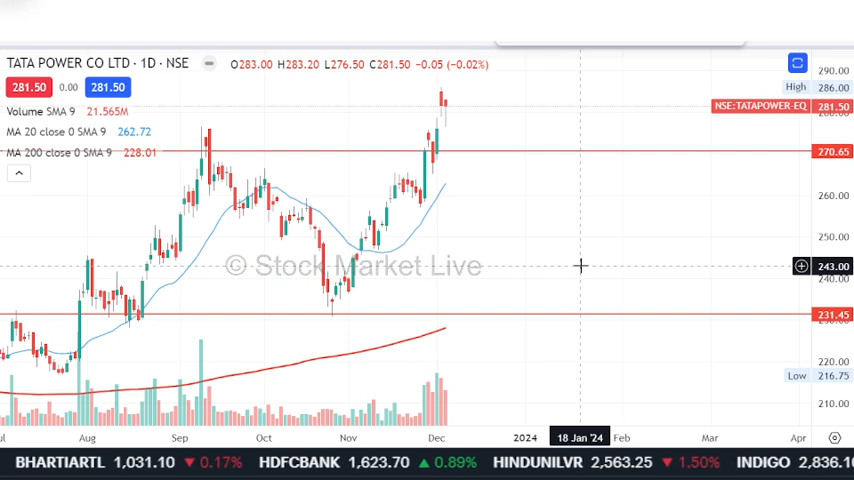 TATA POWER CO LTD · 1D · NSE
O283.00 H283.20 L276.50 C281.50 -0.05 (-0.02%)
281.50 0.00 281.50
Volume SMA 9 21.565M
MA 20 close 0 SMA 9 262.72
MA 200 close 0 SMA 9 228.01
290.00
High 286.00
NSE:TATAPOWER-EQ 281.50
280.00
270.65
260.00
250.00
© Stock Market Live
243.00
231.45
230.00
220.00
Low 216.75
210.00
Aug Sep Oct Nov Dec 2024 18 Jan '24 Feb Mar Apr
BHARTIARTL 1,031.10 ▼ 0.17% HDFCBANK 1,623.70 ▲ 0.89% HINDUNILVR 2,563.25 ▼ 1.50% INDIGO 2,836.10